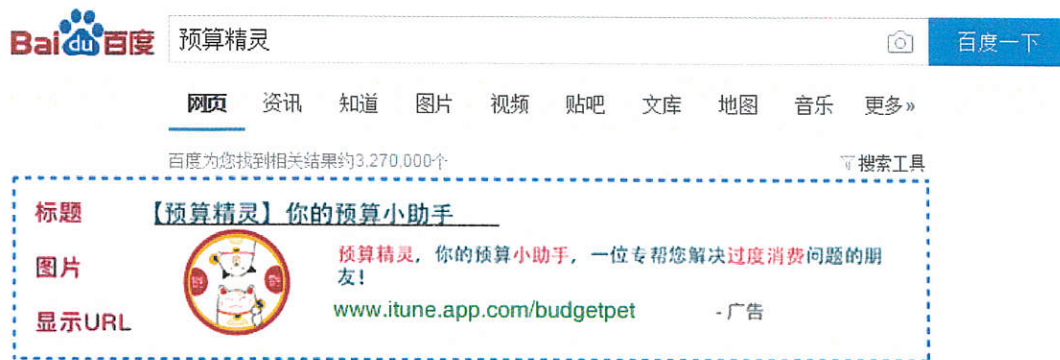 Bai du 百度 预算精灵 百度一下
网页 资讯 知道 图片 视频 贴吧 文库 地图 音乐 更多»
百度为您找到相关结果约3,270,000个 搜索工具
标题 【预算精灵】你的预算小助手
图片 预算精灵，你的预算小助手，一位专帮您解决过度消费问题的朋
友！
显示URL www.itune.app.com/budgetpet - 广告